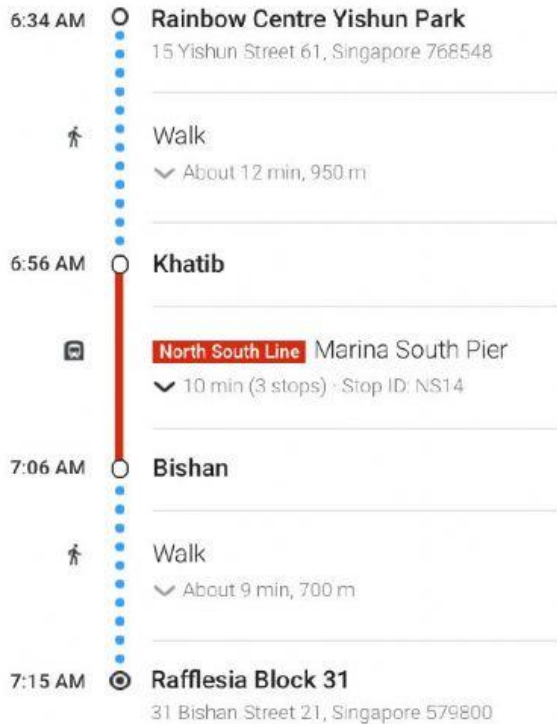 6:34 AM Rainbow Centre Yishun Park
15 Yishun Street 61, Singapore 768548
Walk
About 12 min, 950 m
6:56 AM Khatib
North South Line Marina South Pier
10 min (3 stops) · Stop ID: NS14
7:06 AM Bishan
Walk
About 9 min, 700 m
7:15 AM Rafflesia Block 31
31 Bishan Street 21, Singapore 579800